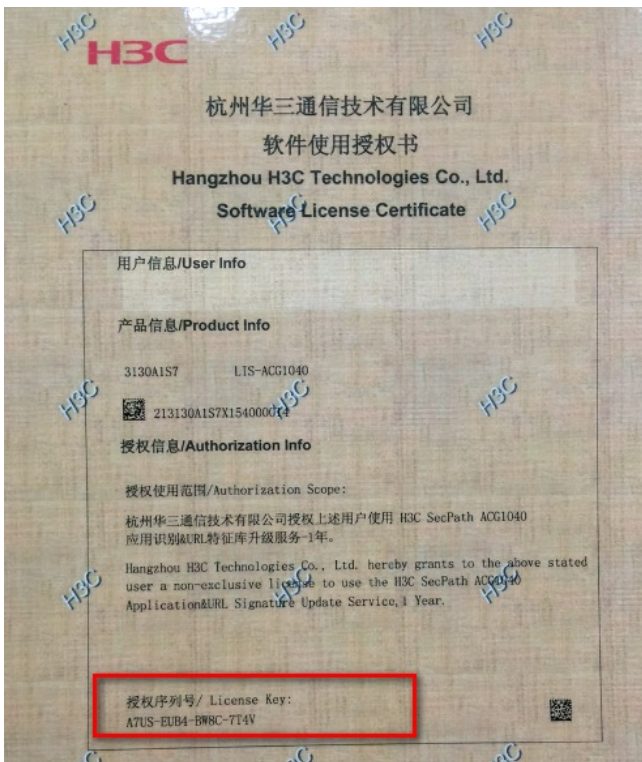 H3C
杭州华三通信技术有限公司
软件使用授权书
Hangzhou H3C Technologies Co., Ltd.
Software License Certificate
用户信息/User Info
产品信息/Product Info
3130A1S7 LIS-ACG1040
授权信息/Authorization Info
授权使用范围/Authorization Scope:
杭州华三通信技术有限公司授权上述用户使用 H3C SecPath ACG1040
应用识别&URL特征库升级服务-1年。
Hangzhou H3C Technologies Co., Ltd. hereby grants to the above stated
user a non-exclusive license to use the H3C SecPath ACG1040
Application&URL Signature Update Service,1 Year.
授权序列号/ License Key:
A7US-EUB4-BW8C-7T4V